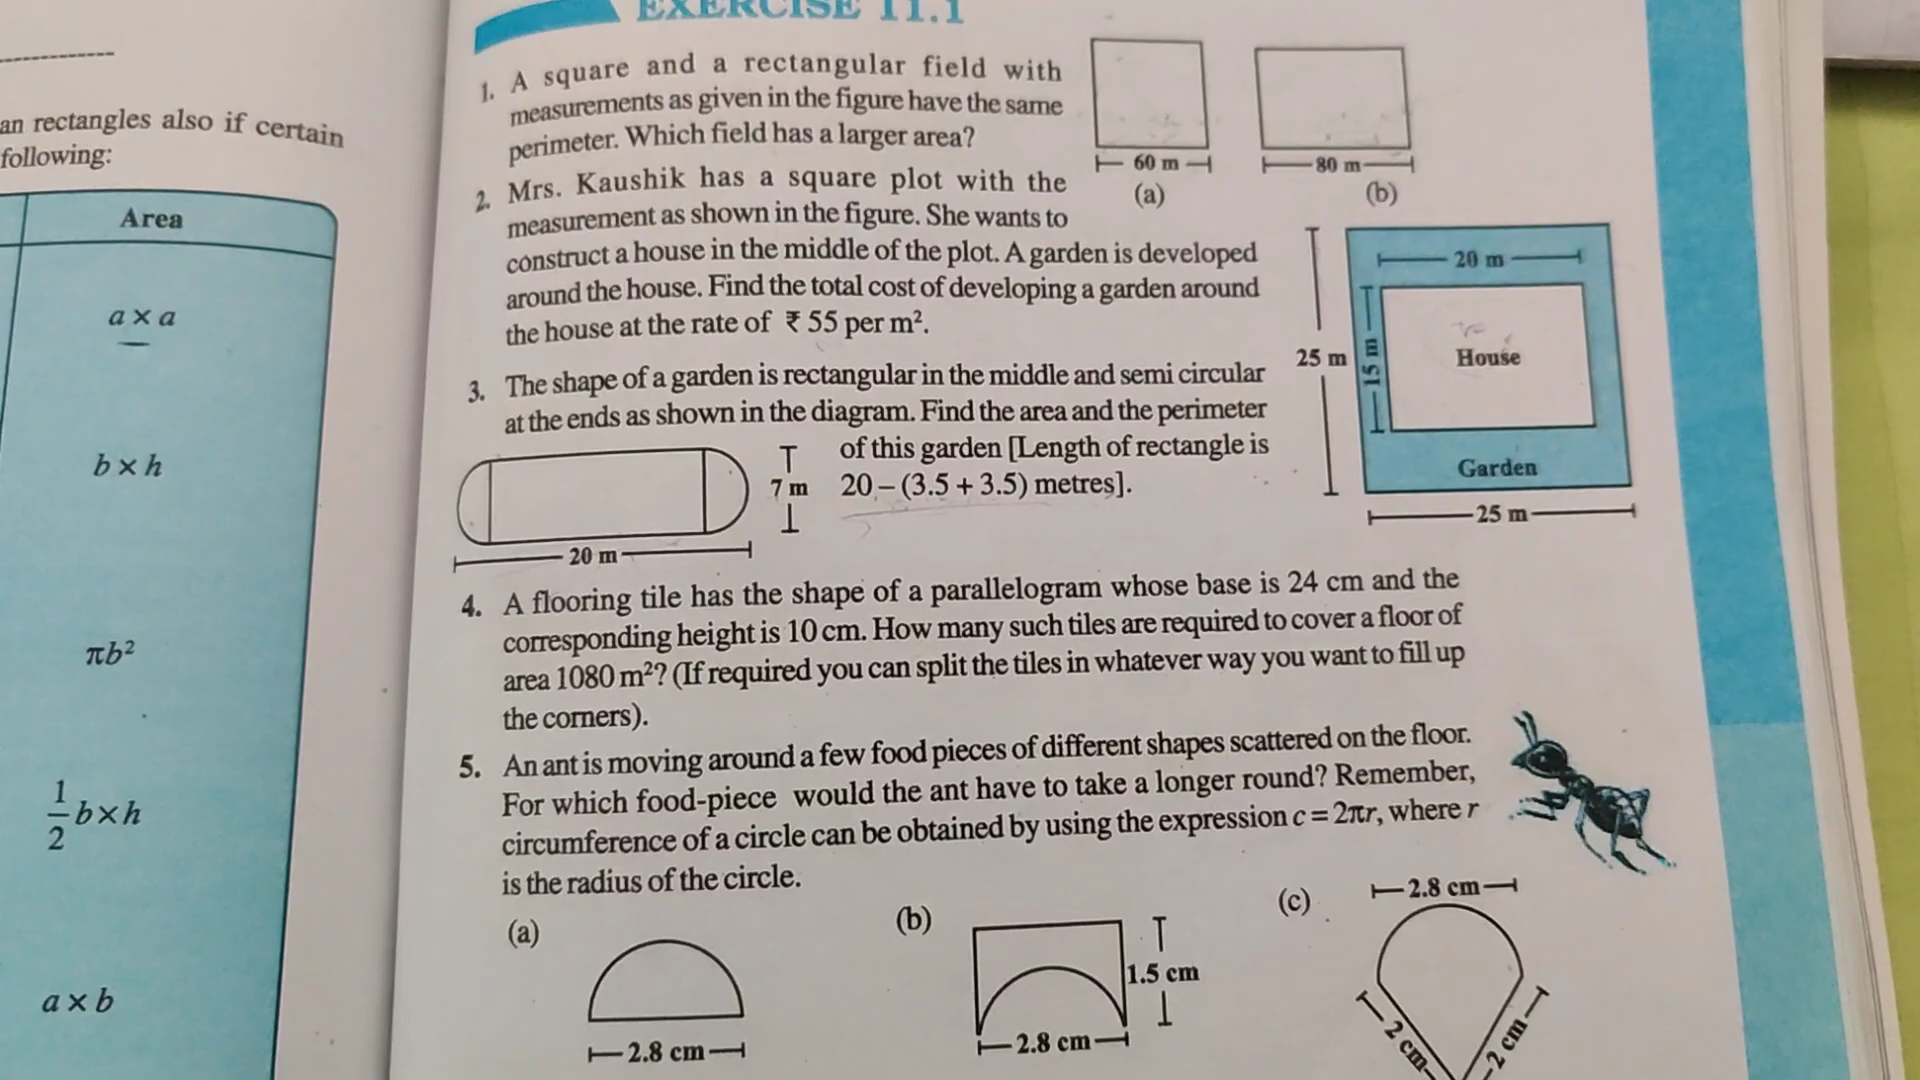 an rectangles also if certain
following:
Area
a × a
b × h
πb²
1/2 b × h
a × b
EXERCISE 11.1
1. A square and a rectangular field with
measurements as given in the figure have the same
perimeter. Which field has a larger area?
60 m
80 m
(a)
(b)
2. Mrs. Kaushik has a square plot with the
measurement as shown in the figure. She wants to
construct a house in the middle of the plot. A garden is developed
around the house. Find the total cost of developing a garden around
the house at the rate of ₹ 55 per m².
20 m
25 m
15 m
House
Garden
25 m
3. The shape of a garden is rectangular in the middle and semi circular
at the ends as shown in the diagram. Find the area and the perimeter
of this garden [Length of rectangle is
20 – (3.5 + 3.5) metres].
7 m
20 m
4. A flooring tile has the shape of a parallelogram whose base is 24 cm and the
corresponding height is 10 cm. How many such tiles are required to cover a floor of
area 1080 m²? (If required you can split the tiles in whatever way you want to fill up
the corners).
5. An ant is moving around a few food pieces of different shapes scattered on the floor.
For which food-piece would the ant have to take a longer round? Remember,
circumference of a circle can be obtained by using the expression c = 2πr, where r
is the radius of the circle.
(a)
2.8 cm
(b)
1.5 cm
2.8 cm
(c)
2.8 cm
2 cm
2 cm